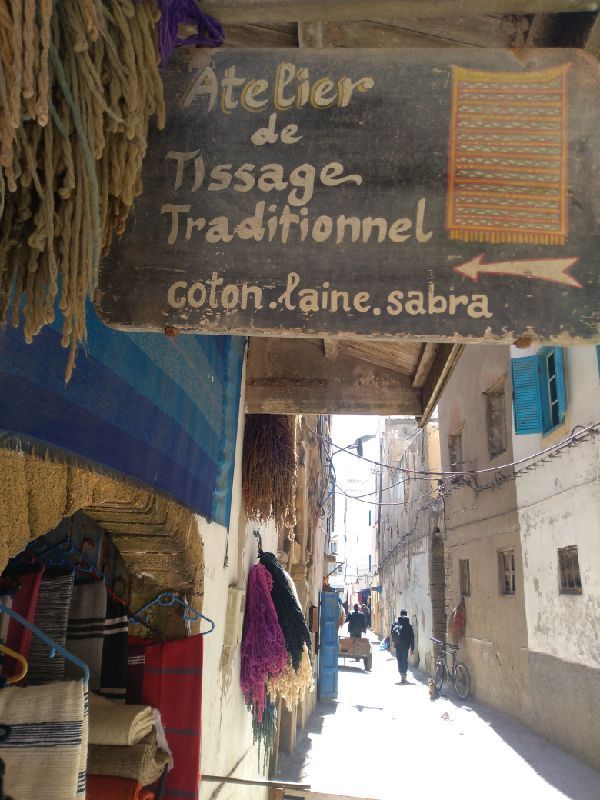 Atelier
de
Tissage
Traditionnel
coton.laine.sabra